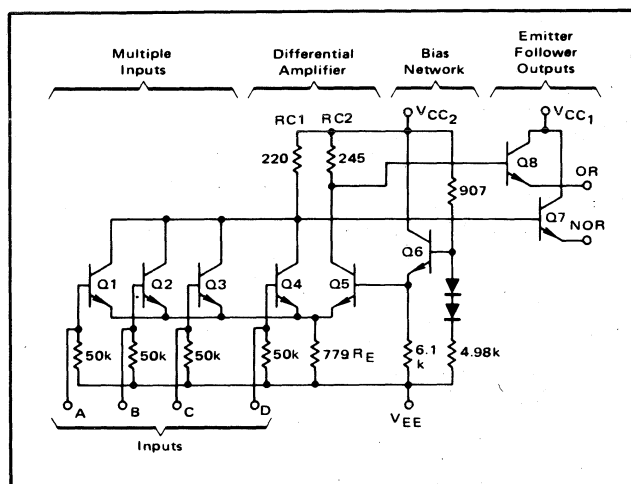 Multiple
Inputs
Differential
Amplifier
Bias
Network
Emitter
Follower
Outputs
RC1
RC2
VCC2
VCC1
220
245
907
Q8
OR
Q7
NOR
Q6
Q1
Q2
Q3
Q4
Q5
50k
50k
50k
50k
779 RE
6.1
k
4.98k
A
B
C
D
VEE
Inputs